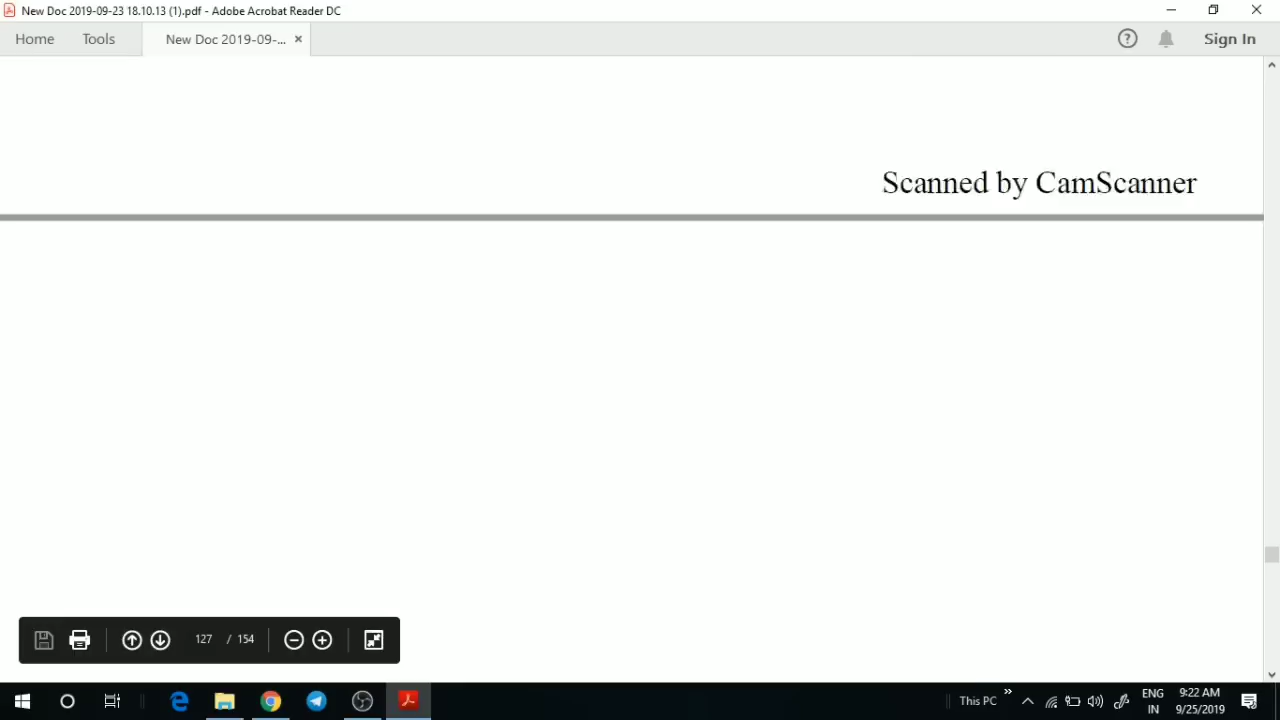 New Doc 2019-09-23 18.10.13 (1).pdf - Adobe Acrobat Reader DC
Home Tools New Doc 2019-09-... × ? Sign In
Scanned by CamScanner
127 / 154
This PC » ENG 9:22 AM
IN 9/25/2019